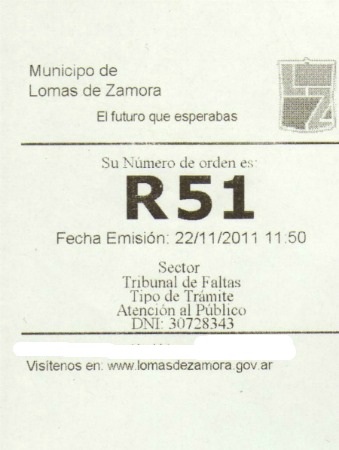 Municipo de
Lomas de Zamora
El futuro que esperabas
LZ
Su Número de orden es:
R51
Fecha Emisión: 22/11/2011 11:50
Sector
Tribunal de Faltas
Tipo de Trámite
Atención al Público
DNI: 30728343
Visítenos en: www.lomasdezamora.gov.ar